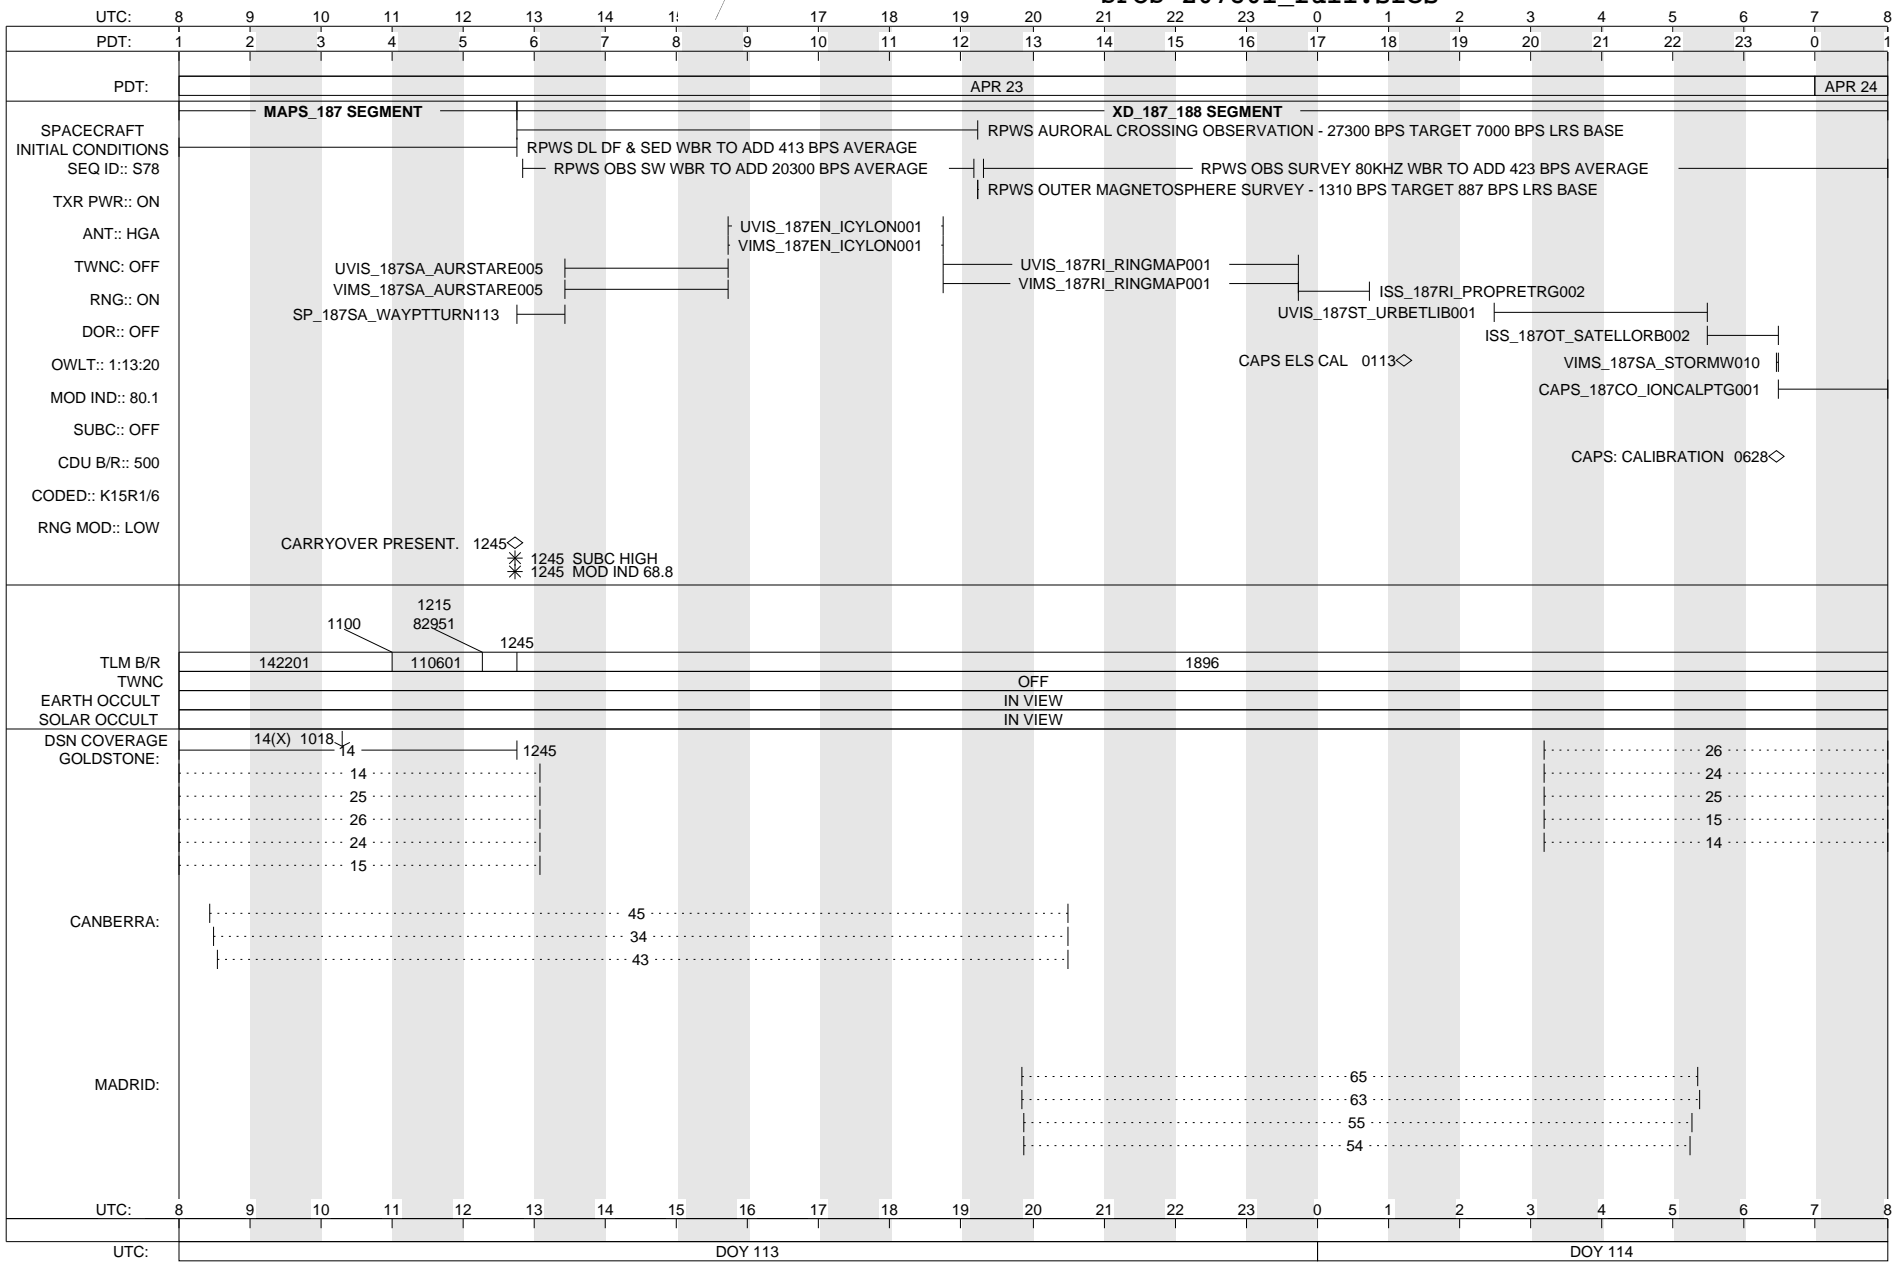 UTC: 8 9 10 11 12 13 14 17 18 19 20 21 22 23 0 1 2 3 4 5 6 7 8
PDT: 1 2 3 4 5 6 7 8 9 10 11 12 13 14 15 16 17 18 19 20 21 22 23 0 1
PDT: APR 23 APR 24
MAPS_187 SEGMENT XD_187_188 SEGMENT
SPACECRAFT
INITIAL CONDITIONS
SEQ ID:: S78
TXR PWR:: ON
ANT:: HGA
TWNC: OFF
RNG:: ON
DOR:: OFF
OWLT:: 1:13:20
MOD IND:: 80.1
SUBC:: OFF
CDU B/R:: 500
CODED:: K15R1/6
RNG MOD:: LOW
RPWS AURORAL CROSSING OBSERVATION - 27300 BPS TARGET 7000 BPS LRS BASE
RPWS DL DF & SED WBR TO ADD 413 BPS AVERAGE
RPWS OBS SW WBR TO ADD 20300 BPS AVERAGE RPWS OBS SURVEY 80KHZ WBR TO ADD 423 BPS AVERAGE
RPWS OUTER MAGNETOSPHERE SURVEY - 1310 BPS TARGET 887 BPS LRS BASE
UVIS_187EN_ICYLON001
VIMS_187EN_ICYLON001
UVIS_187SA_AURSTARE005 UVIS_187RI_RINGMAP001
VIMS_187SA_AURSTARE005 VIMS_187RI_RINGMAP001 ISS_187RI_PROPRETRG002
SP_187SA_WAYPTTURN113 UVIS_187ST_URBETLIB001
ISS_187OT_SATELLORB002
CAPS ELS CAL 0113 VIMS_187SA_STORMW010
CAPS_187CO_IONCALPTG001
CAPS: CALIBRATION 0628
CARRYOVER PRESENT. 1245
1245 SUBC HIGH
1245 MOD IND 68.8
1215
1100 82951
1245
TLM B/R 142201 110601 1896
TWNC OFF
EARTH OCCULT IN VIEW
SOLAR OCCULT IN VIEW
DSN COVERAGE 14(X) 1018
GOLDSTONE: 14 1245 26
14 24
25 25
26 15
24 14
15
CANBERRA: 45
34
43
MADRID: 65
63
55
54
UTC: 8 9 10 11 12 13 14 15 16 17 18 19 20 21 22 23 0 1 2 3 4 5 6 7 8
UTC: DOY 113 DOY 114